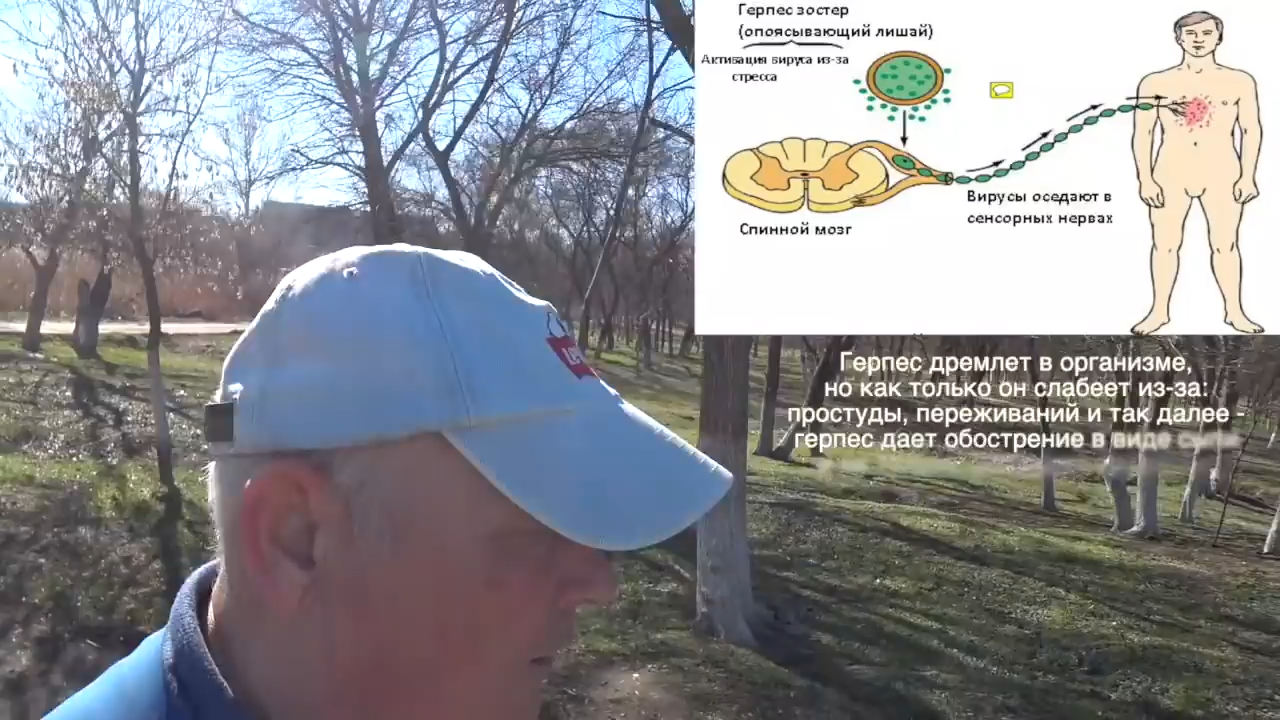 Герпес зостер
(опоясывающий лишай)
Активация вируса из-за
стресса
Вирусы оседают в
сенсорных нервах
Спинной мозг
Герпес дремлет в организме,
но как только он слабеет из-за:
простуды, переживаний и так далее -
герпес дает обострение в виде